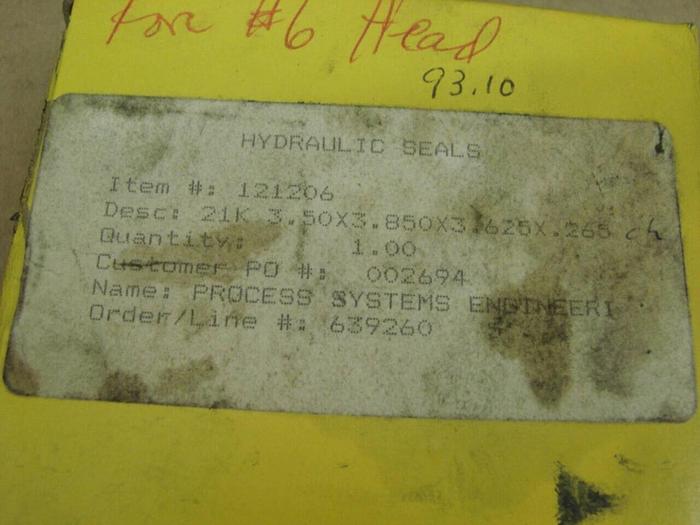 For #6 Head
93.10
HYDRAULIC SEALS
Item #: 121206
Desc: 21K 3.50X3.850X3.625X.265 ch
Quantity: 1.00
Customer PO #: 002694
Name: PROCESS SYSTEMS ENGINEERI
Order/Line #: 639260